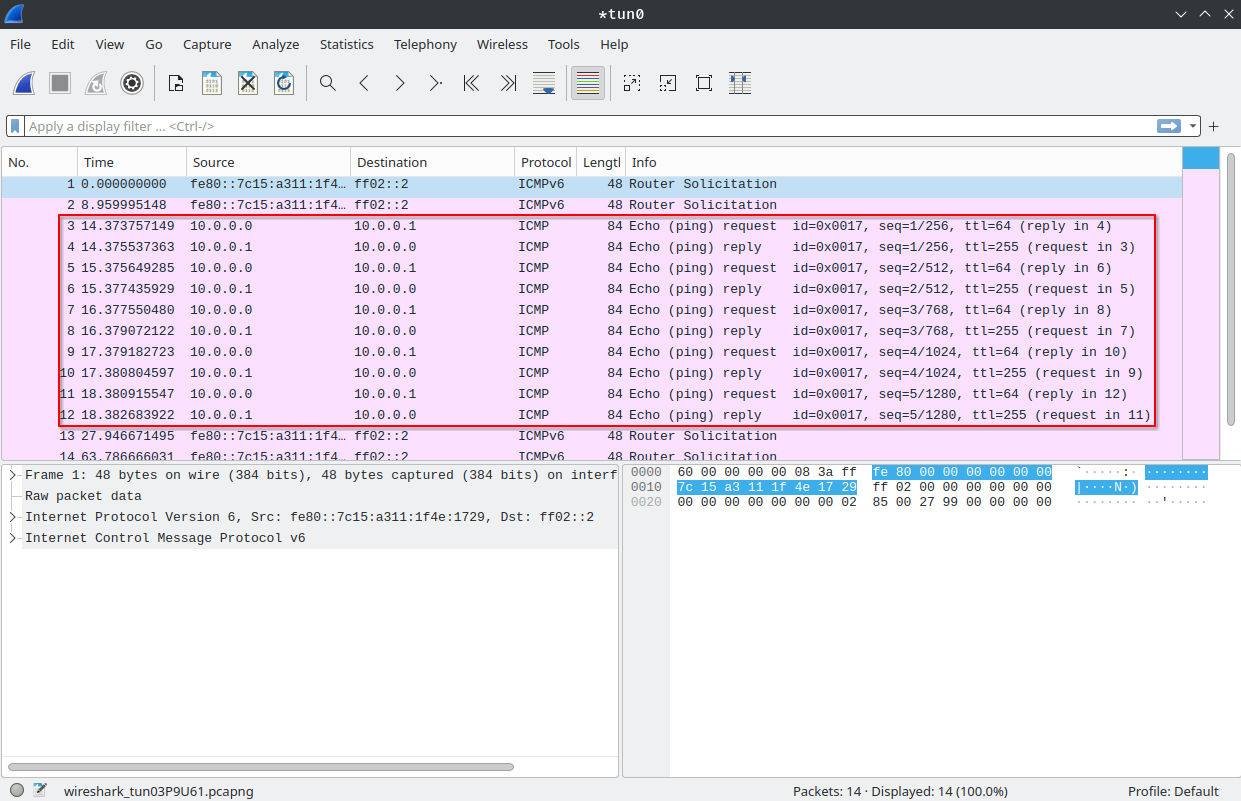 *tun0
File Edit View Go Capture Analyze Statistics Telephony Wireless Tools Help
Apply a display filter … <Ctrl-/>
No. Time Source Destination Protocol Lengtl Info
1 0.000000000 fe80::7c15:a311:1f4… ff02::2 ICMPv6 48 Router Solicitation
2 8.959995148 fe80::7c15:a311:1f4… ff02::2 ICMPv6 48 Router Solicitation
3 14.373757149 10.0.0.0 10.0.0.1 ICMP 84 Echo (ping) request id=0x0017, seq=1/256, ttl=64 (reply in 4)
4 14.375537363 10.0.0.1 10.0.0.0 ICMP 84 Echo (ping) reply id=0x0017, seq=1/256, ttl=255 (request in 3)
5 15.375649285 10.0.0.0 10.0.0.1 ICMP 84 Echo (ping) request id=0x0017, seq=2/512, ttl=64 (reply in 6)
6 15.377435929 10.0.0.1 10.0.0.0 ICMP 84 Echo (ping) reply id=0x0017, seq=2/512, ttl=255 (request in 5)
7 16.377550480 10.0.0.0 10.0.0.1 ICMP 84 Echo (ping) request id=0x0017, seq=3/768, ttl=64 (reply in 8)
8 16.379072122 10.0.0.1 10.0.0.0 ICMP 84 Echo (ping) reply id=0x0017, seq=3/768, ttl=255 (request in 7)
9 17.379182723 10.0.0.0 10.0.0.1 ICMP 84 Echo (ping) request id=0x0017, seq=4/1024, ttl=64 (reply in 10)
10 17.380804597 10.0.0.1 10.0.0.0 ICMP 84 Echo (ping) reply id=0x0017, seq=4/1024, ttl=255 (request in 9)
11 18.380915547 10.0.0.0 10.0.0.1 ICMP 84 Echo (ping) request id=0x0017, seq=5/1280, ttl=64 (reply in 12)
12 18.382683922 10.0.0.1 10.0.0.0 ICMP 84 Echo (ping) reply id=0x0017, seq=5/1280, ttl=255 (request in 11)
13 27.946671495 fe80::7c15:a311:1f4… ff02::2 ICMPv6 48 Router Solicitation
14 63.786666031 fe80::7c15:a311:1f4… ff02::2 ICMPv6 48 Router Solicitation
Frame 1: 48 bytes on wire (384 bits), 48 bytes captured (384 bits) on interf
Raw packet data
Internet Protocol Version 6, Src: fe80::7c15:a311:1f4e:1729, Dst: ff02::2
Internet Control Message Protocol v6
0000 60 00 00 00 00 08 3a ff fe 80 00 00 00 00 00 00 `·····:· ········
0010 7c 15 a3 11 1f 4e 17 29 ff 02 00 00 00 00 00 00 |····N·) ········
0020 00 00 00 00 00 00 00 02 85 00 27 99 00 00 00 00 ········ ··'·····
wireshark_tun03P9U61.pcapng Packets: 14 · Displayed: 14 (100.0%) Profile: Default